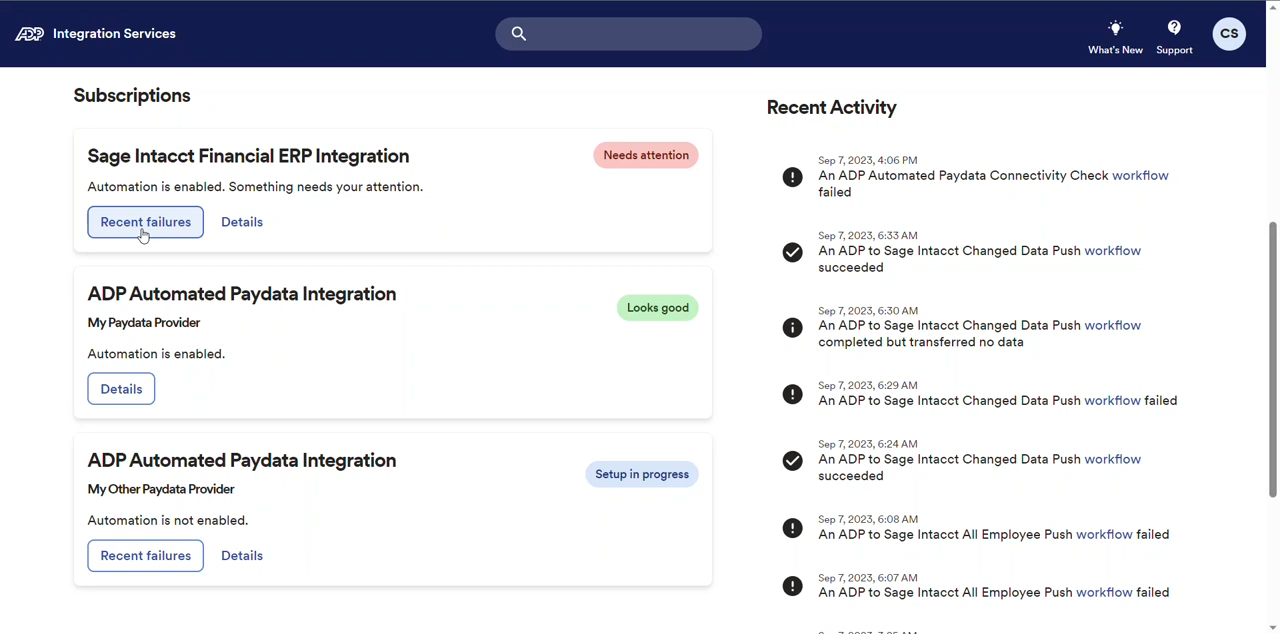 ADP Integration Services
What's New
Support
CS
Subscriptions
Sage Intacct Financial ERP Integration
Needs attention
Automation is enabled. Something needs your attention.
Recent failures
Details
ADP Automated Paydata Integration
Looks good
My Paydata Provider
Automation is enabled.
Details
ADP Automated Paydata Integration
Setup in progress
My Other Paydata Provider
Automation is not enabled.
Recent failures
Details
Recent Activity
Sep 7, 2023, 4:06 PM
An ADP Automated Paydata Connectivity Check workflow
failed
Sep 7, 2023, 6:33 AM
An ADP to Sage Intacct Changed Data Push workflow
succeeded
Sep 7, 2023, 6:30 AM
An ADP to Sage Intacct Changed Data Push workflow
completed but transferred no data
Sep 7, 2023, 6:29 AM
An ADP to Sage Intacct Changed Data Push workflow failed
Sep 7, 2023, 6:24 AM
An ADP to Sage Intacct Changed Data Push workflow
succeeded
Sep 7, 2023, 6:08 AM
An ADP to Sage Intacct All Employee Push workflow failed
Sep 7, 2023, 6:07 AM
An ADP to Sage Intacct All Employee Push workflow failed